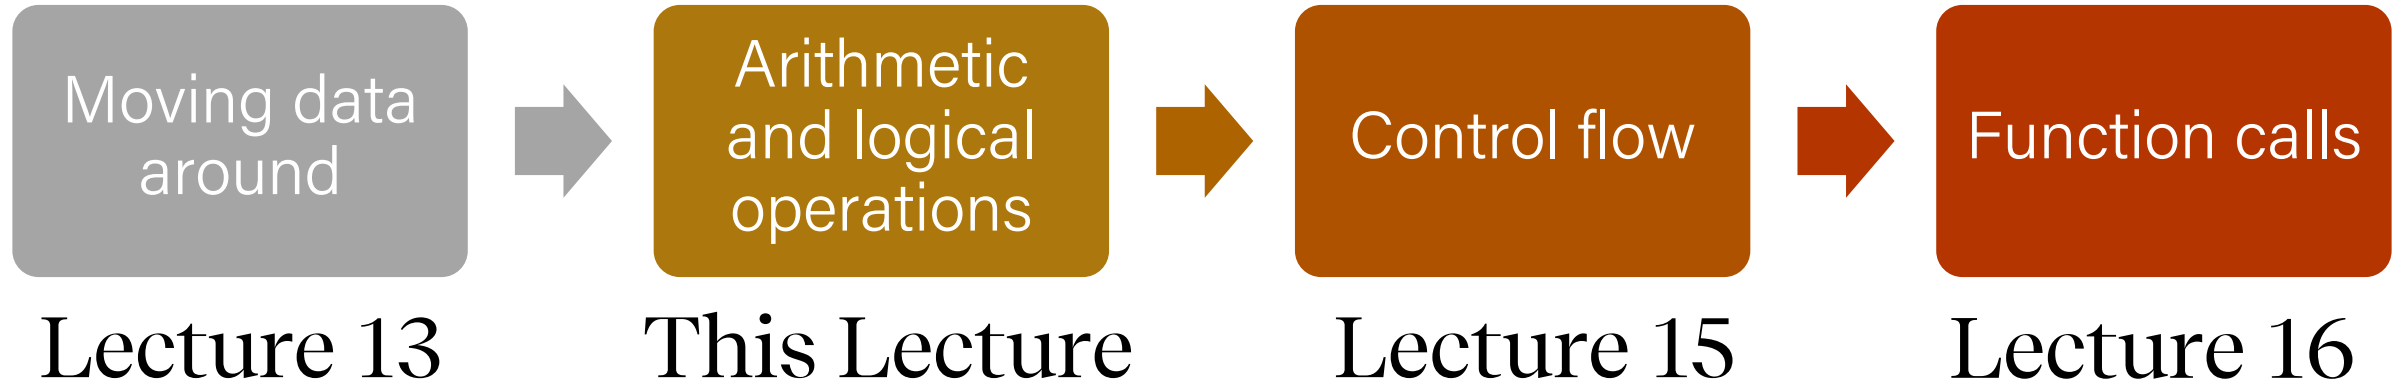 Moving data
around
Arithmetic
and logical
operations
Control flow
Function calls
Lecture 13
This Lecture
Lecture 15
Lecture 16